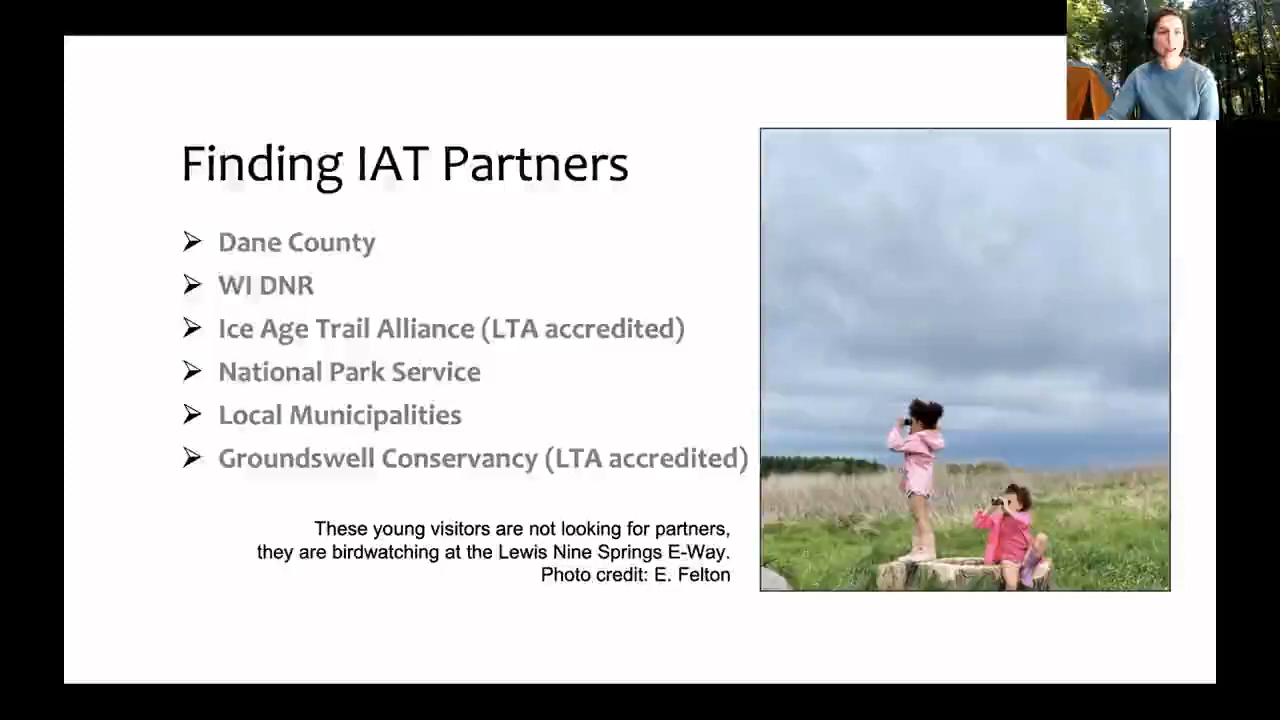 Finding IAT Partners
Dane County
WI DNR
Ice Age Trail Alliance (LTA accredited)
National Park Service
Local Municipalities
Groundswell Conservancy (LTA accredited)
These young visitors are not looking for partners,
they are birdwatching at the Lewis Nine Springs E-Way.
Photo credit: E. Felton